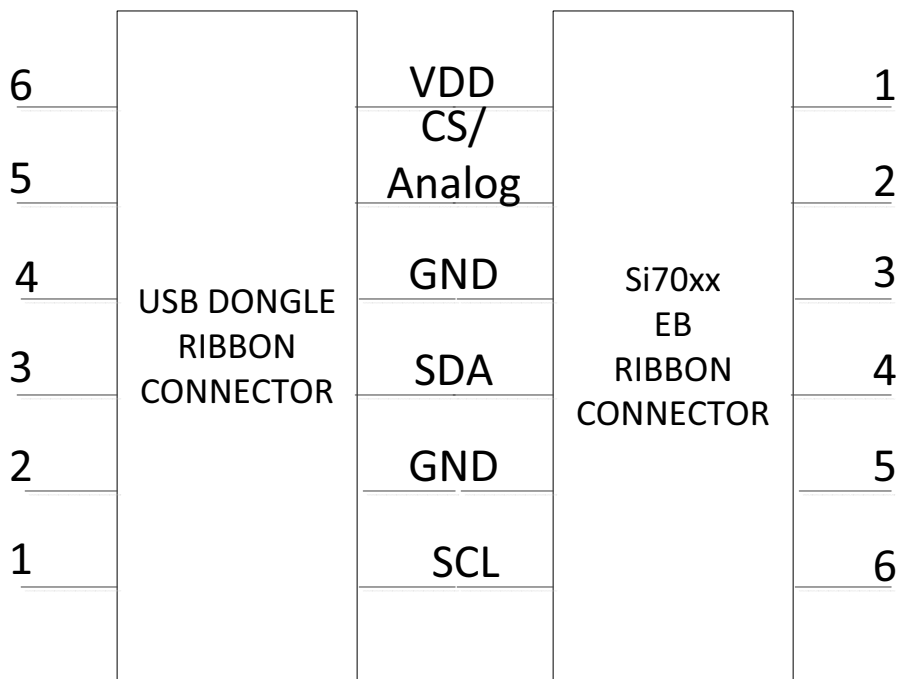 6
VDD
1
CS/
5
Analog
2
4
GND
3
USB DONGLE
RIBBON
CONNECTOR
Si70xx
EB
RIBBON
CONNECTOR
3
SDA
4
2
GND
5
1
SCL
6